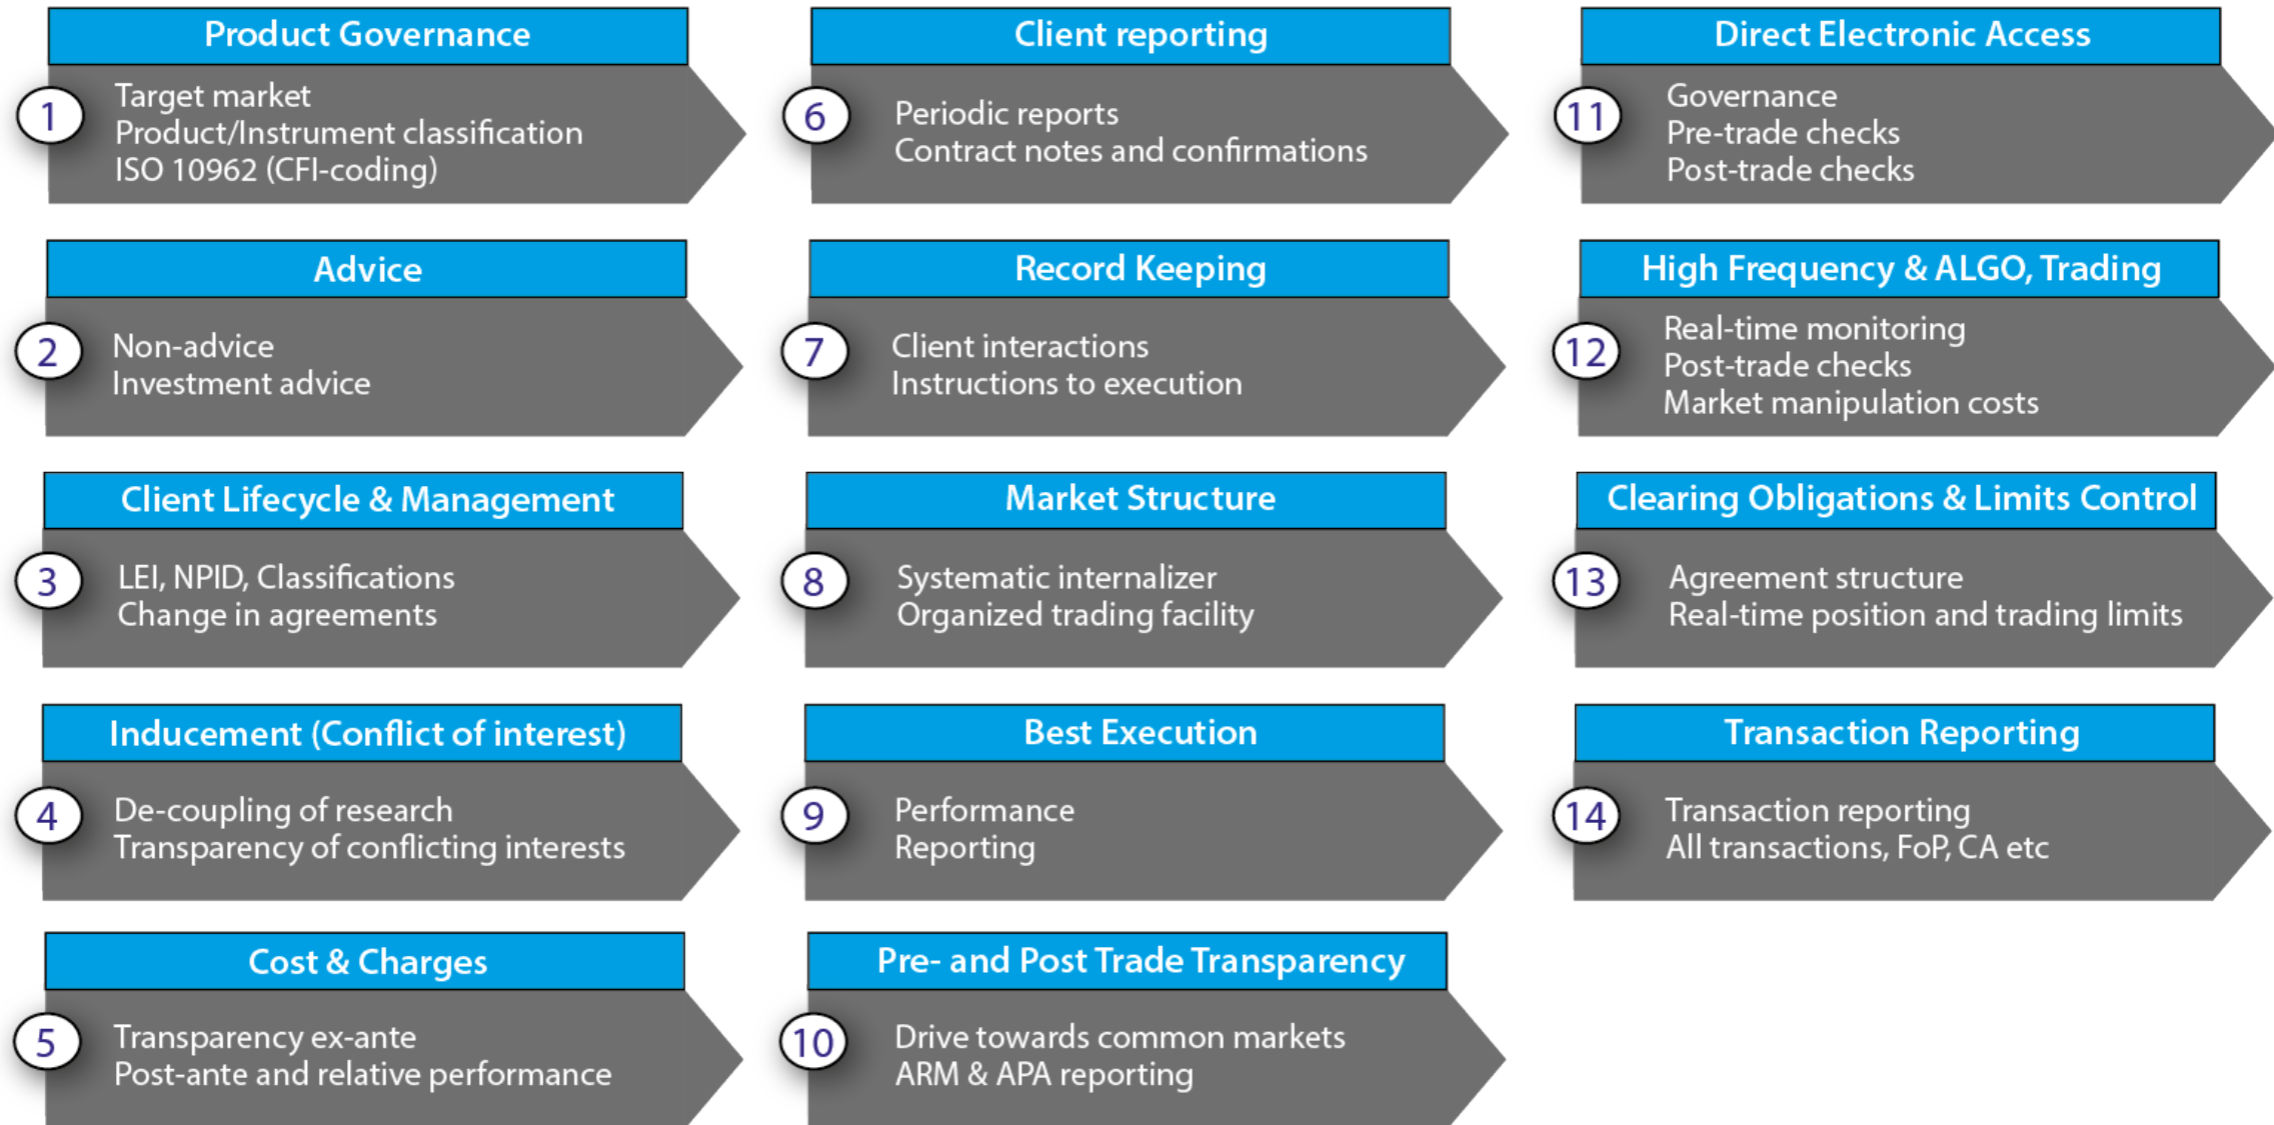 Product Governance
1
Target market
Product/Instrument classification
ISO 10962 (CFI-coding)
Advice
2
Non-advice
Investment advice
Client Lifecycle & Management
3
LEI, NPID, Classifications
Change in agreements
Inducement (Conflict of interest)
4
De-coupling of research
Transparency of conflicting interests
Cost & Charges
5
Transparency ex-ante
Post-ante and relative performance
Client reporting
6
Periodic reports
Contract notes and confirmations
Record Keeping
7
Client interactions
Instructions to execution
Market Structure
8
Systematic internalizer
Organized trading facility
Best Execution
9
Performance
Reporting
Pre- and Post Trade Transparency
10
Drive towards common markets
ARM & APA reporting
Direct Electronic Access
11
Governance
Pre-trade checks
Post-trade checks
High Frequency & ALGO, Trading
12
Real-time monitoring
Post-trade checks
Market manipulation costs
Clearing Obligations & Limits Control
13
Agreement structure
Real-time position and trading limits
Transaction Reporting
14
Transaction reporting
All transactions, FoP, CA etc